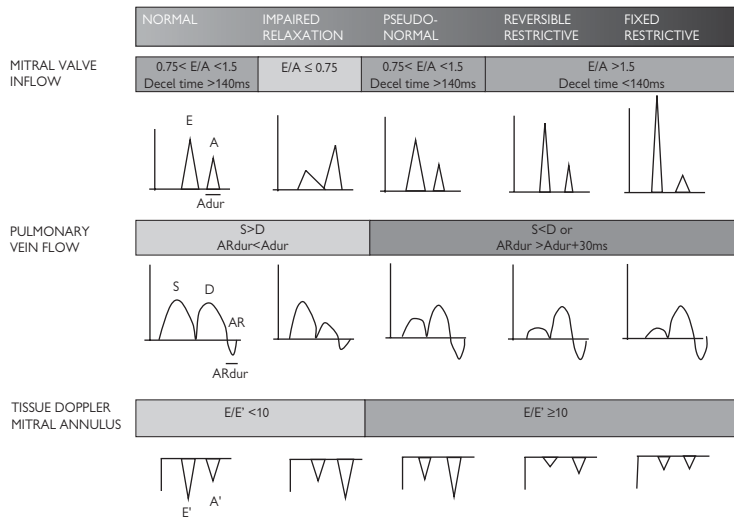 NORMAL
IMPAIRED
RELAXATION
PSEUDO-
NORMAL
REVERSIBLE
RESTRICTIVE
FIXED
RESTRICTIVE
MITRAL VALVE
INFLOW
0.75< E/A <1.5
Decel time >140ms
E/A ≤ 0.75
0.75< E/A <1.5
Decel time >140ms
E/A >1.5
Decel time <140ms
E
A
Adur
PULMONARY
VEIN FLOW
S>D
ARdur<Adur
S<D or
ARdur >Adur+30ms
S
D
AR
ARdur
TISSUE DOPPLER
MITRAL ANNULUS
E/E' <10
E/E' ≥10
E'
A'